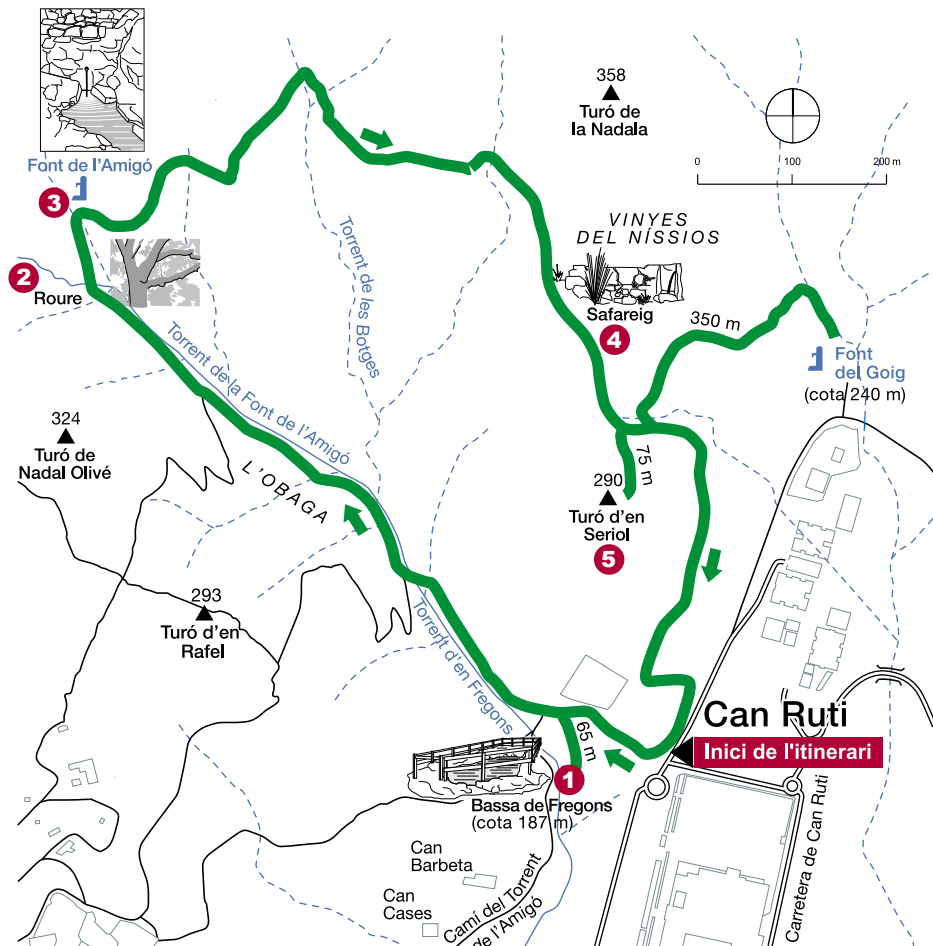 358
Turó de
la Nadala
0 100 200 m
Font de l'Amigó
3
2
Roure
VINYES
DEL NÍSSIOS
Torrent de les Botges
Safareig
4
350 m
Font
del Goig
(cota 240 m)
Torrent de la Font de l'Amigó
324
Turó de
Nadal Olivé
L'OBAGA
75 m
290
Turó d'en
Seriol
5
293
Turó d'en
Rafel
Torrent d'en Fregons
65 m
Can Ruti
Inici de l'itinerari
1
Bassa de Fregons
(cota 187 m)
Can
Barbeta
Can
Cases
Camí del Torrent
de l'Amigó
Carretera de Can Ruti